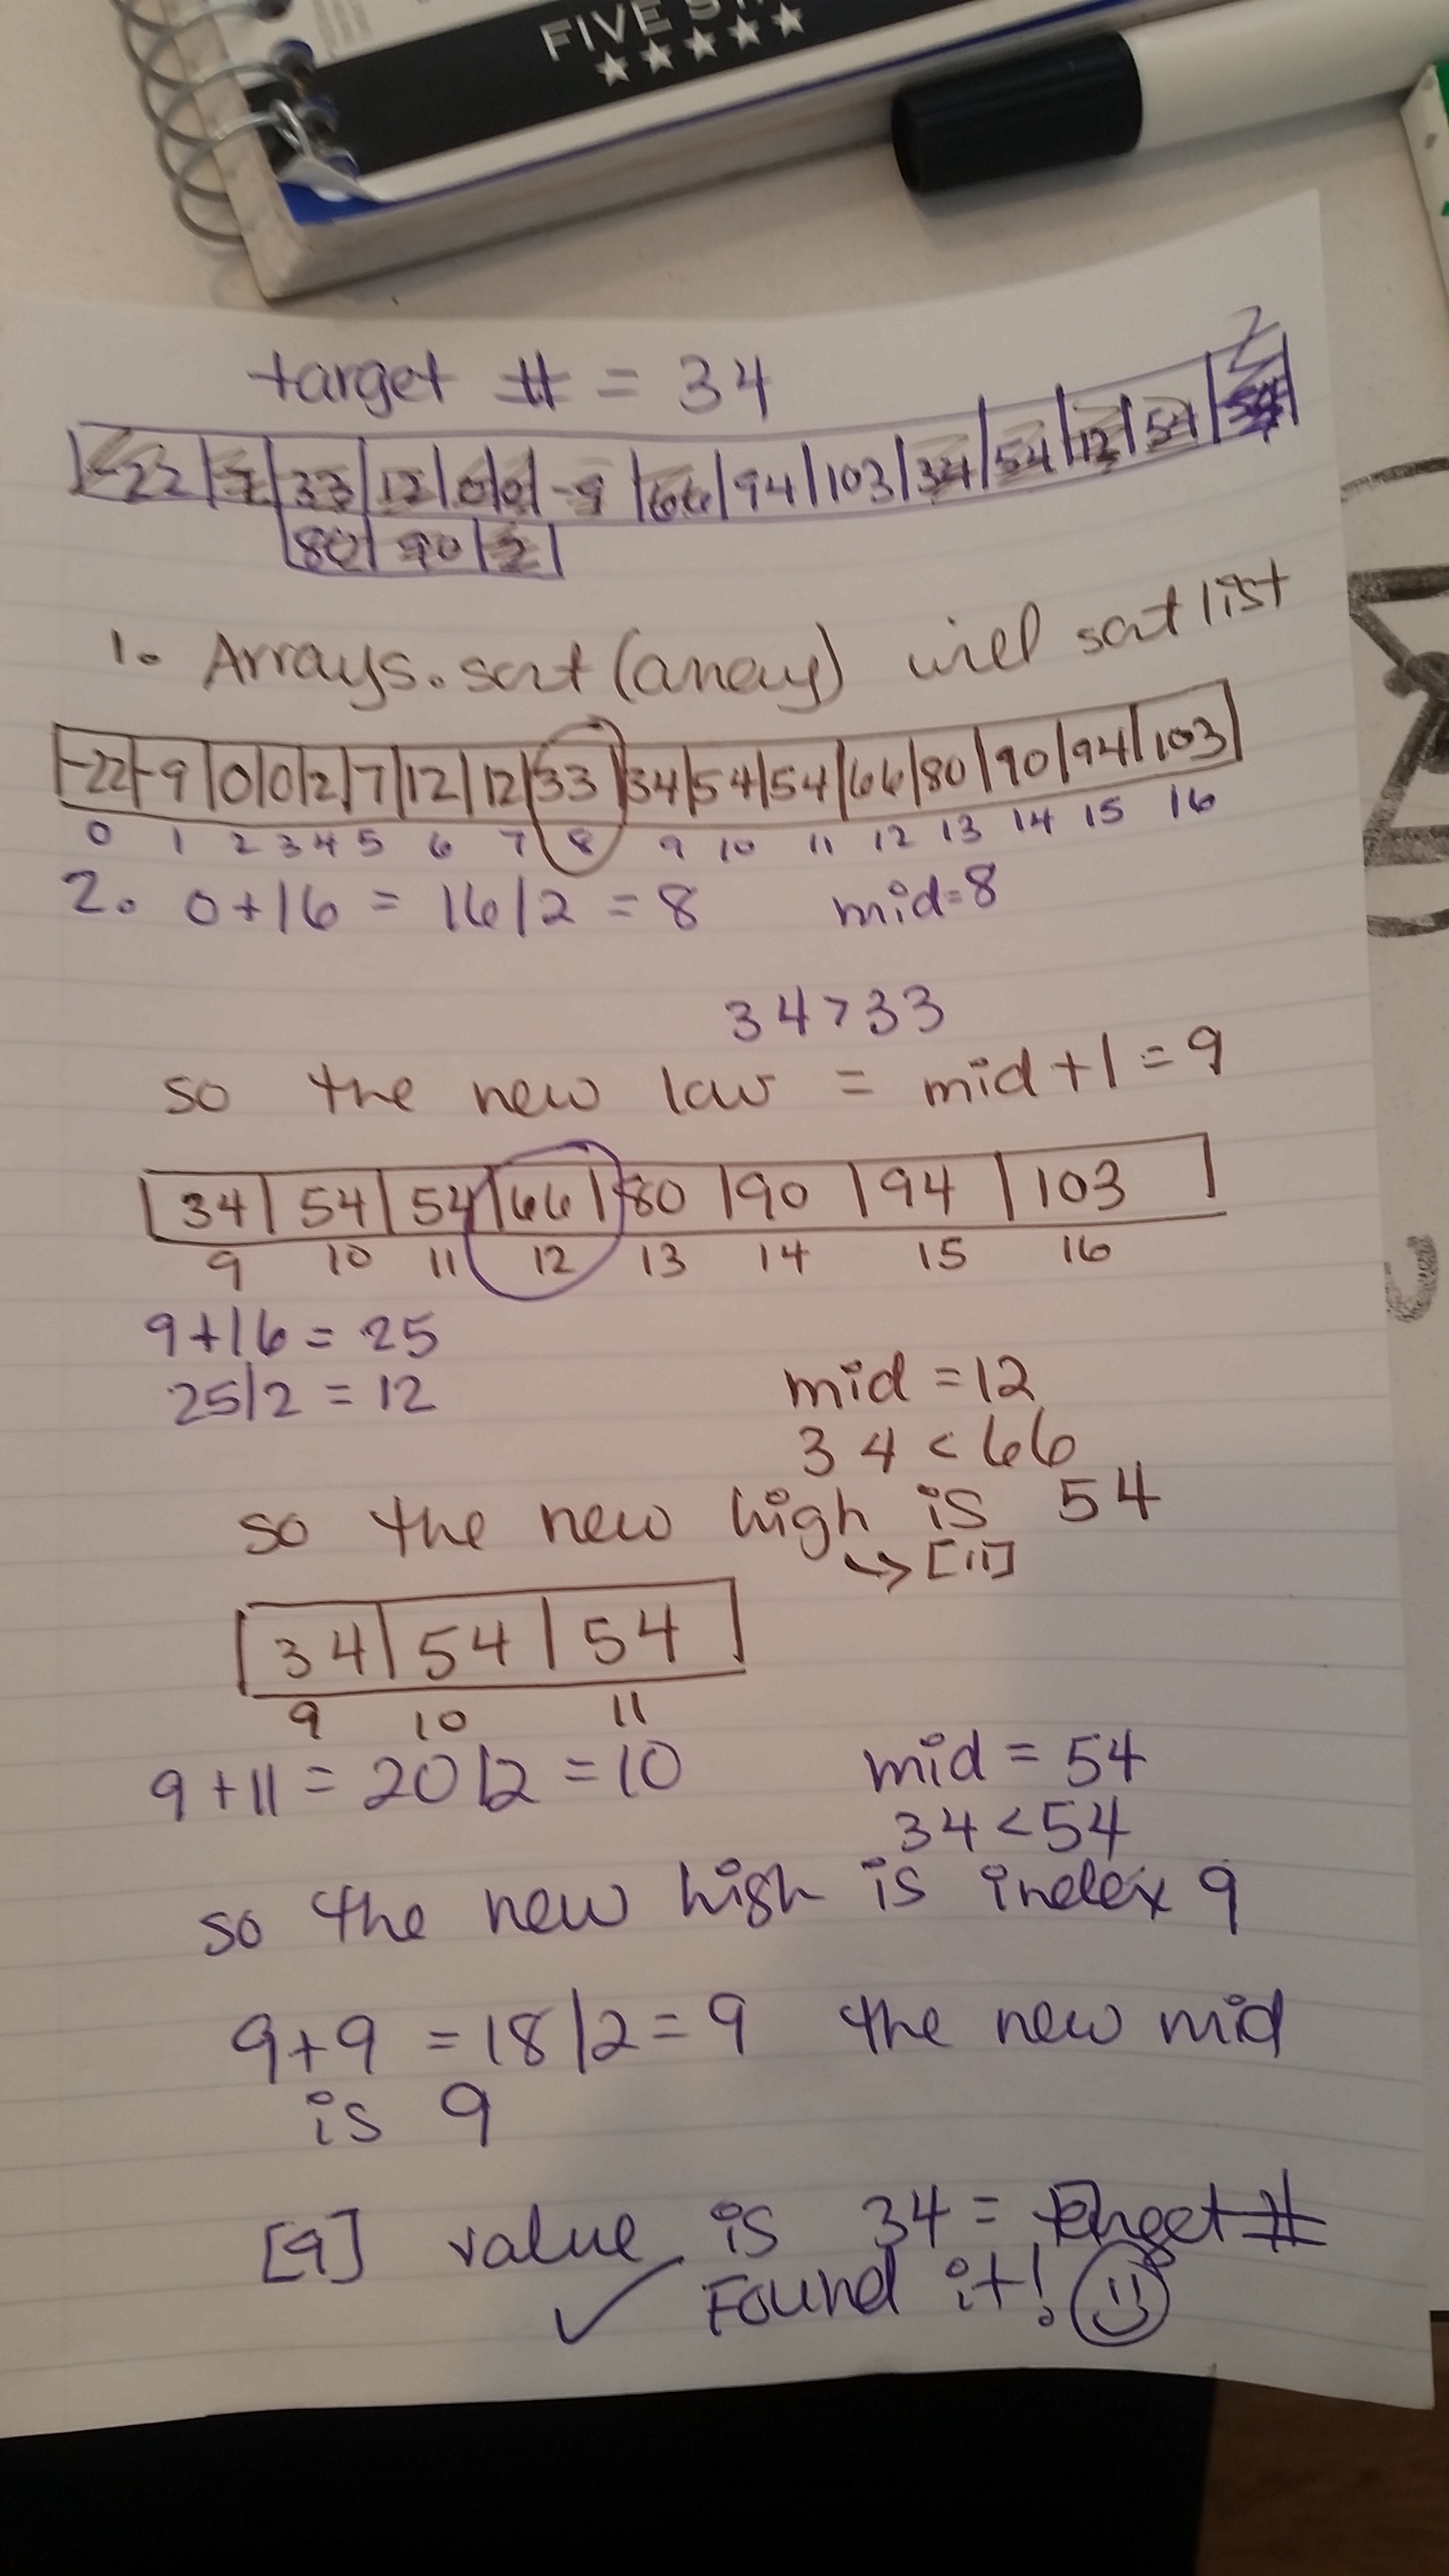 FIVE
target # = 34
2
-22 7 33 12 0 0 -9 66 94 103 34 54 12 54
80 90 2
1. Arrays.sort(array) will sort list
-22 -9 0 0 2 7 12 12 33 34 54 54 66 80 90 94 103
0 1 2 3 4 5 6 7 8 9 10 11 12 13 14 15 16
2. 0+16 = 16/2 = 8 mid=8
34>33
so the new low = mid+1=9
34 54 54 66 80 90 94 103
9 10 11 12 13 14 15 16
9+16 = 25
25/2 = 12
mid = 12
34 < 66
so the new high is 54
↳ [11]
34 54 54
9 10 11
9+11 = 20/2 = 10 mid = 54
34<54
so the new high is index 9
9+9 = 18/2 = 9 the new mid
is 9
[9] value is 34 = target #
✓ Found it!